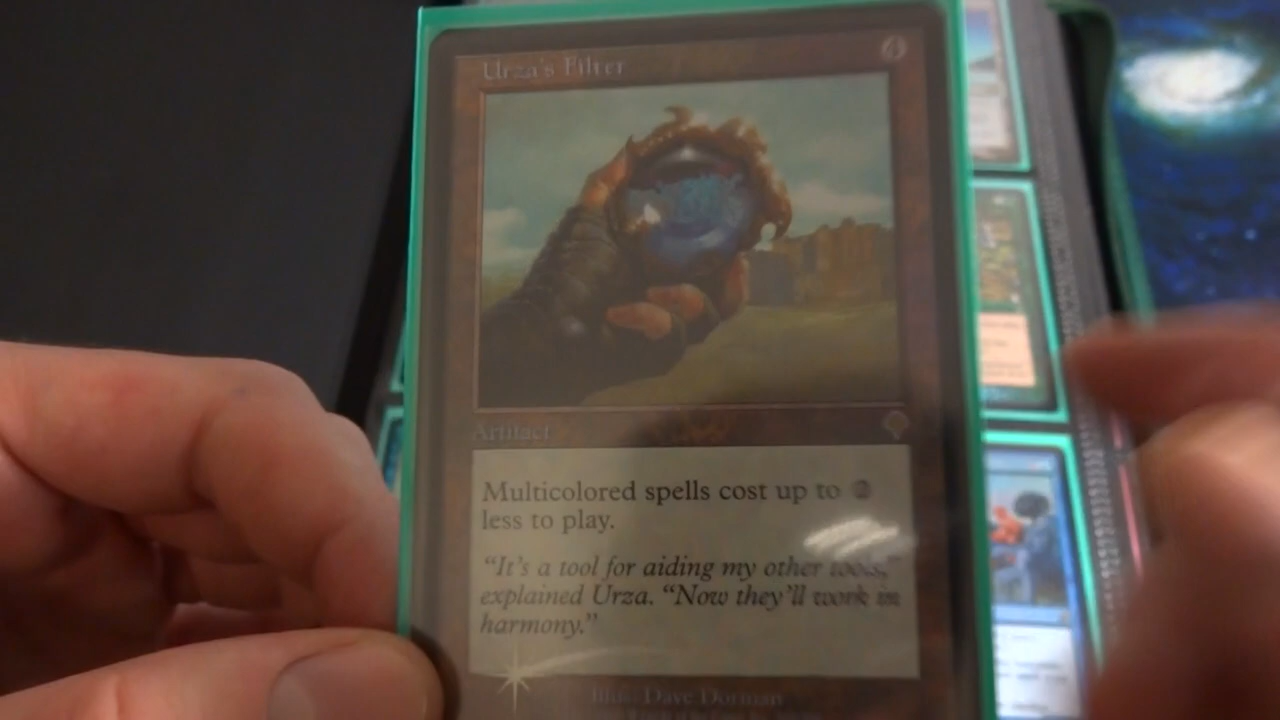 Urza's Filter 4
Artifact
Multicolored spells cost up to 2
less to play.
“It's a tool for aiding my other tools,”
explained Urza. “Now they'll work in
harmony.”
Illus. Dave Dorman